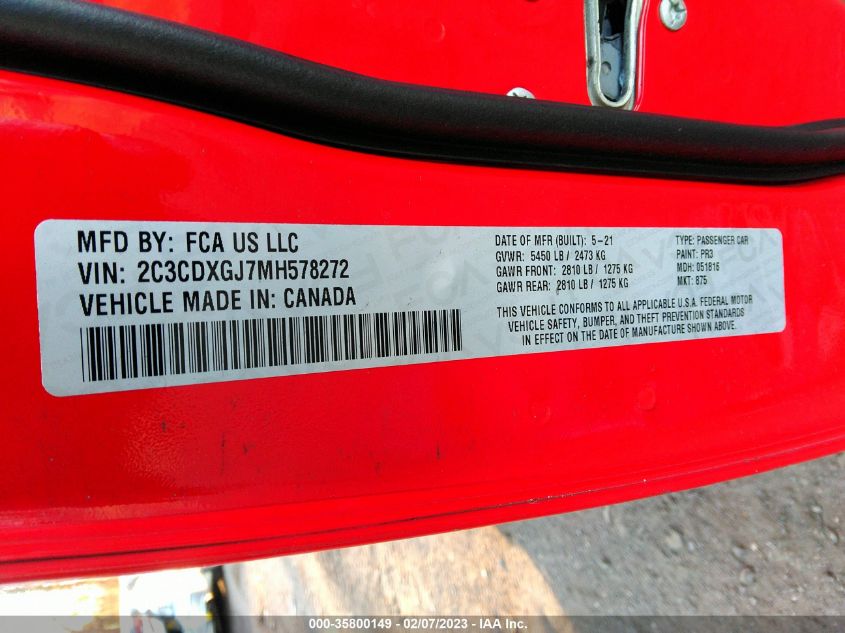 MFD BY: FCA US LLC
VIN: 2C3CDXGJ7MH578272
VEHICLE MADE IN: CANADA
DATE OF MFR (BUILT): 5-21
GVWR: 5450 LB / 2473 KG
GAWR FRONT: 2810 LB / 1275 KG
GAWR REAR: 2810 LB / 1275 KG
TYPE: PASSENGER CAR
PAINT: PR3
MDH: 051816
MKT: 875
THIS VEHICLE CONFORMS TO ALL APPLICABLE U.S.A. FEDERAL MOTOR
VEHICLE SAFETY, BUMPER, AND THEFT PREVENTION STANDARDS
IN EFFECT ON THE DATE OF MANUFACTURE SHOWN ABOVE.
000-35800149 - 02/07/2023 - IAA Inc.